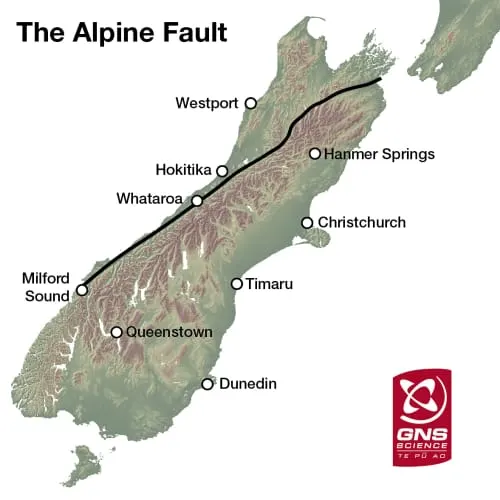 The Alpine Fault
Westport
Hanmer Springs
Hokitika
Whataroa
Christchurch
Milford
Sound
Timaru
Queenstown
Dunedin
GNS
SCIENCE
TE PŪ AO